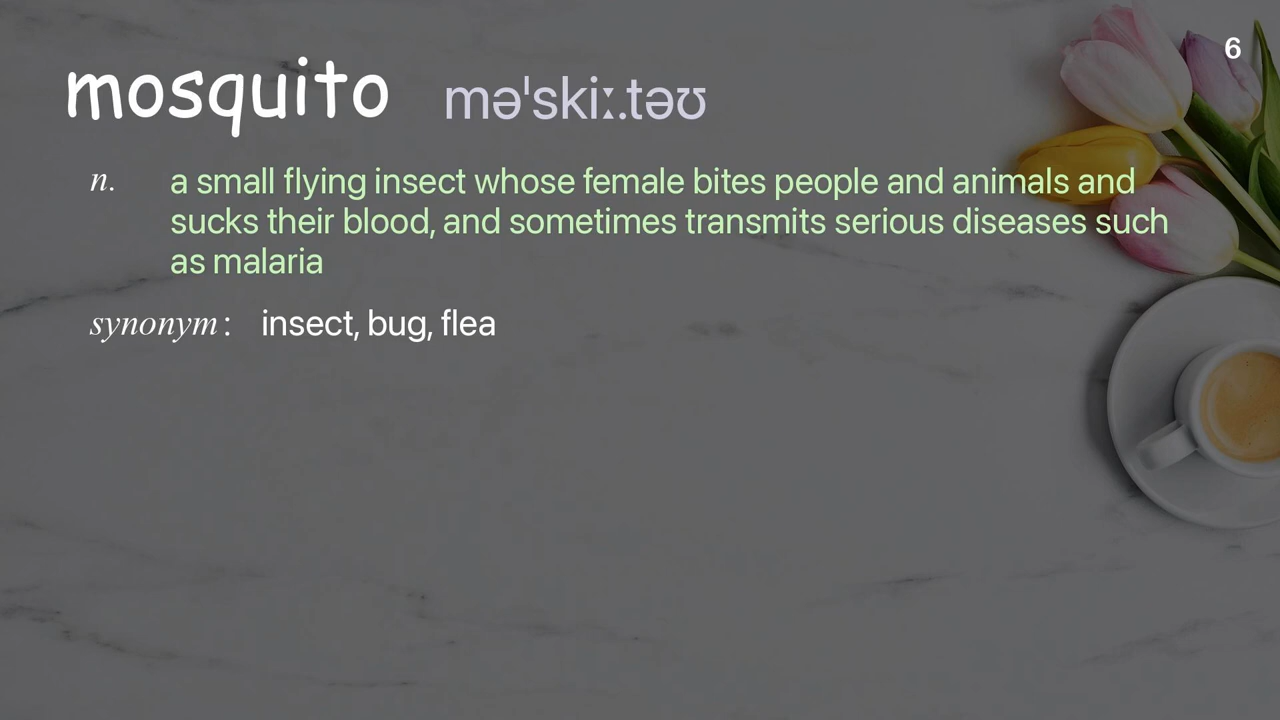 6
mosquito məˈskiː.təʊ
n. a small flying insect whose female bites people and animals and
sucks their blood, and sometimes transmits serious diseases such
as malaria
synonym: insect, bug, flea